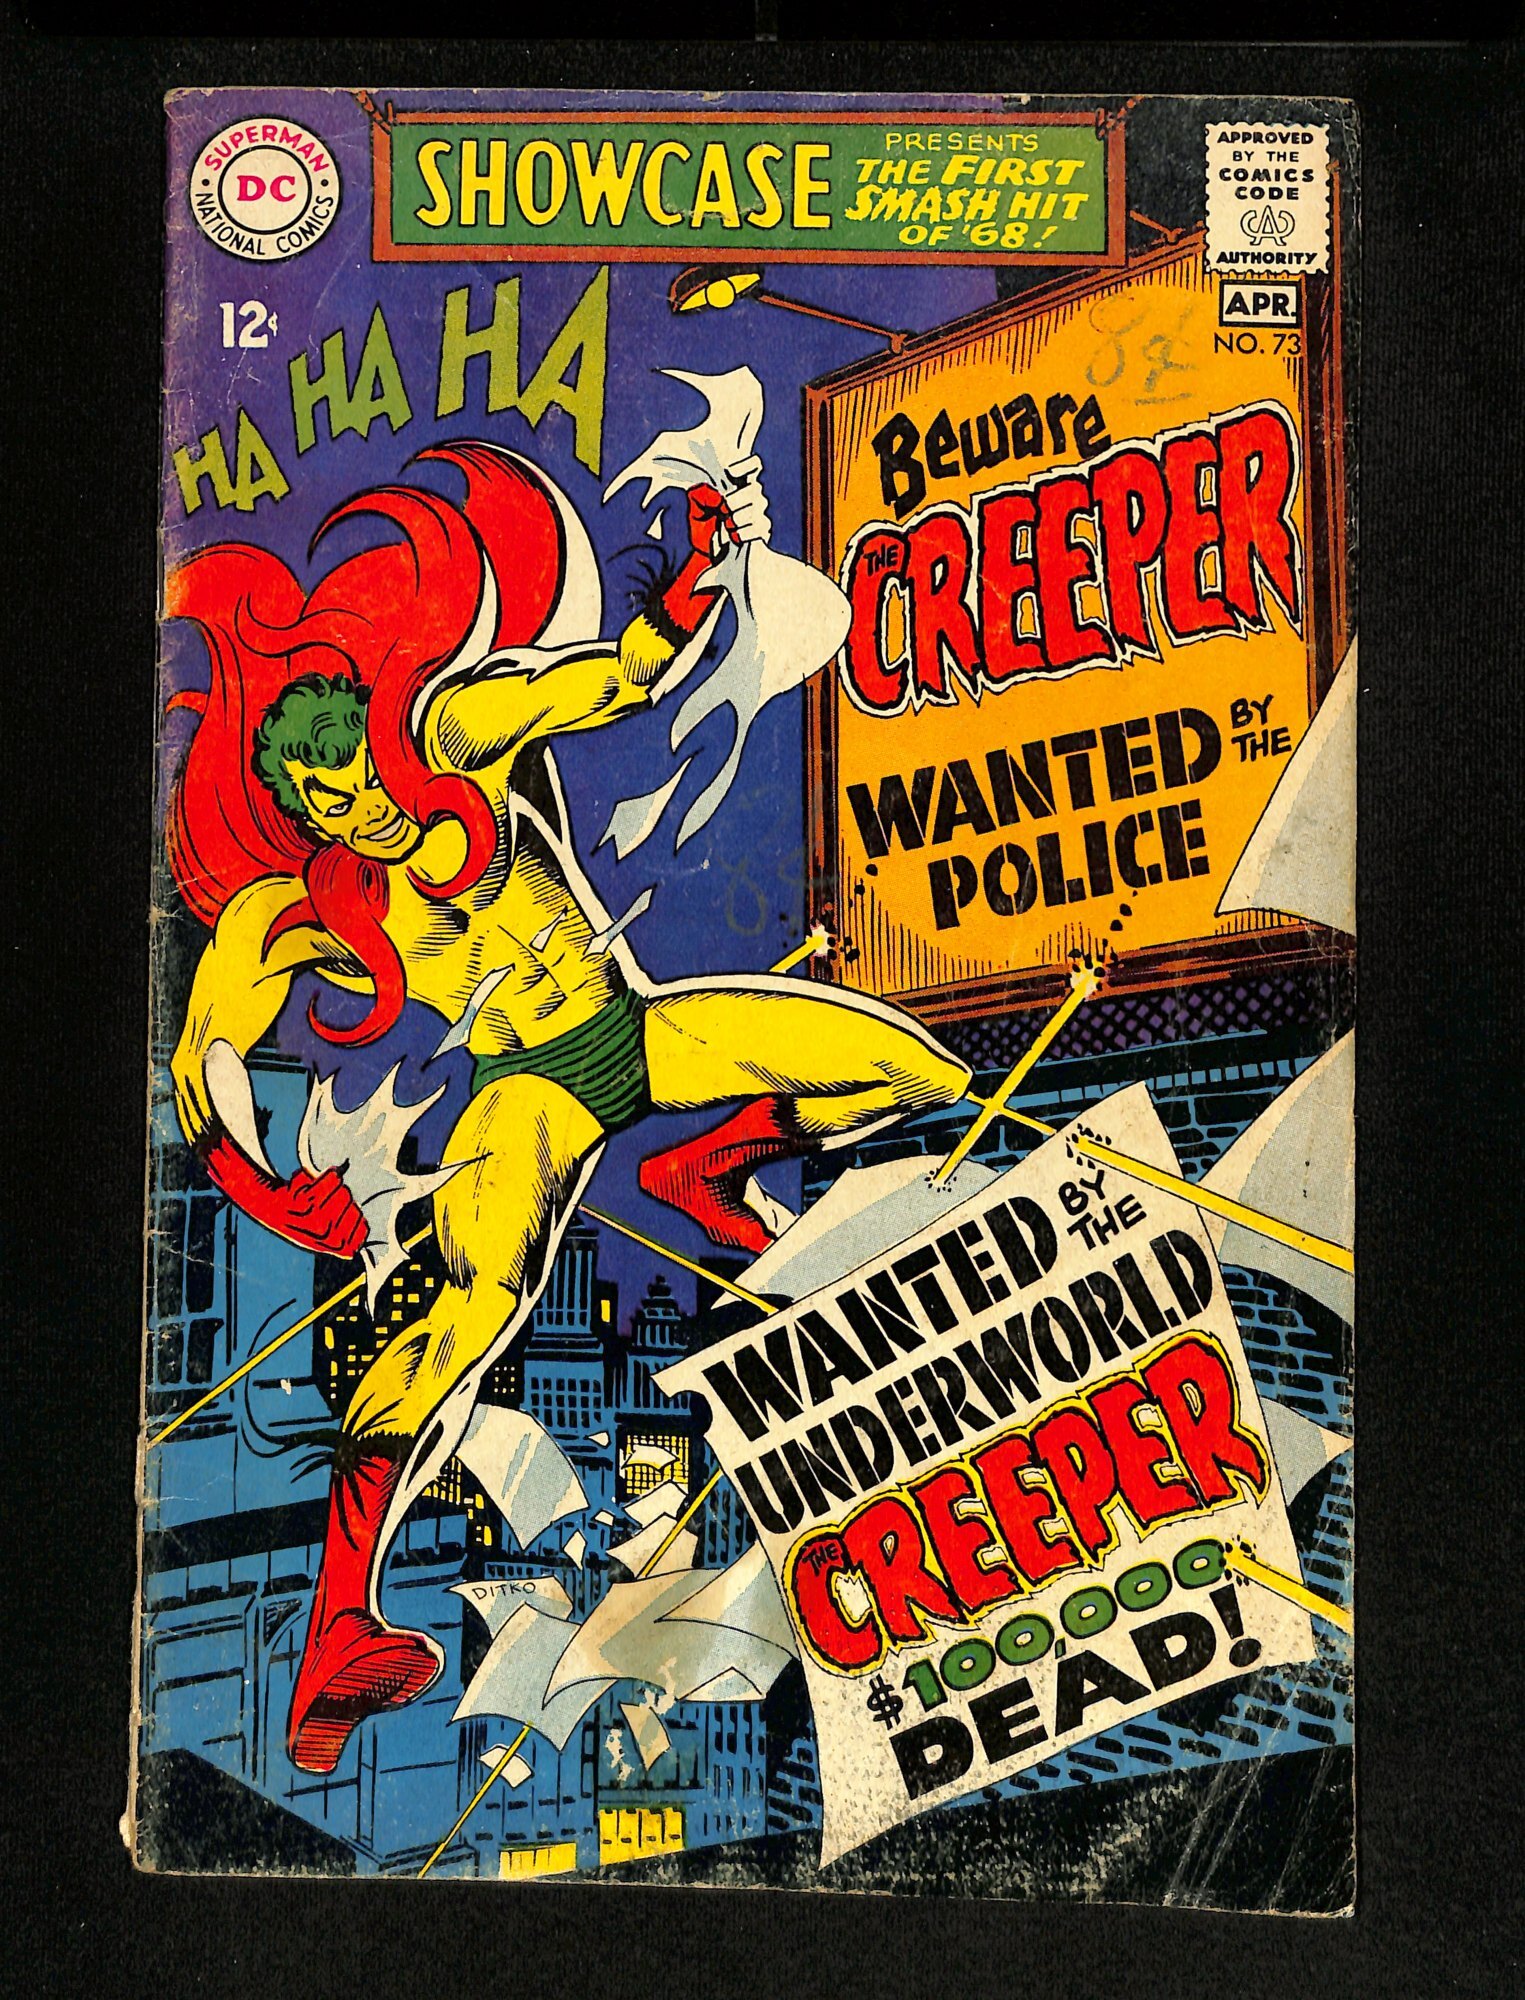 SUPERMAN
DC
NATIONAL COMICS
SHOWCASE
PRESENTS
THE FIRST
SMASH HIT
OF '68!
APPROVED
BY THE
COMICS
CODE
CA
AUTHORITY
APR.
NO. 73
12¢
HA HA HA
Beware
THE CREEPER
WANTED BY THE
POLICE
WANTED BY THE
UNDERWORLD
THE CREEPER
$100,000
DEAD!
DITKO